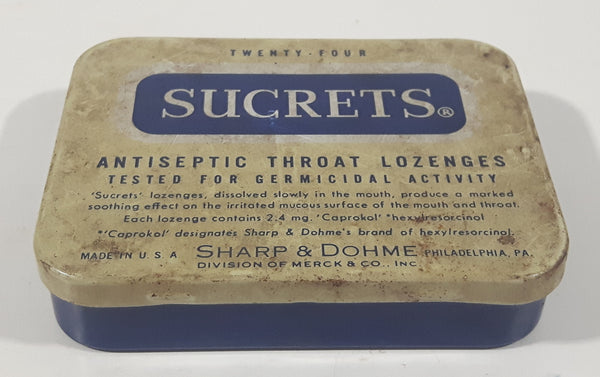 TWENTY-FOUR
SUCRETS®
ANTISEPTIC THROAT LOZENGES
TESTED FOR GERMICIDAL ACTIVITY
'Sucrets' lozenges, dissolved slowly in the mouth, produce a marked
soothing effect on the irritated mucous surface of the mouth and throat.
Each lozenge contains 2.4 mg. 'Caprokol' *hexylresorcinol
*'Caprokol' designates Sharp & Dohme's brand of hexylresorcinol.
MADE IN U.S.A SHARP & DOHME PHILADELPHIA, PA.
DIVISION OF MERCK & CO., INC.